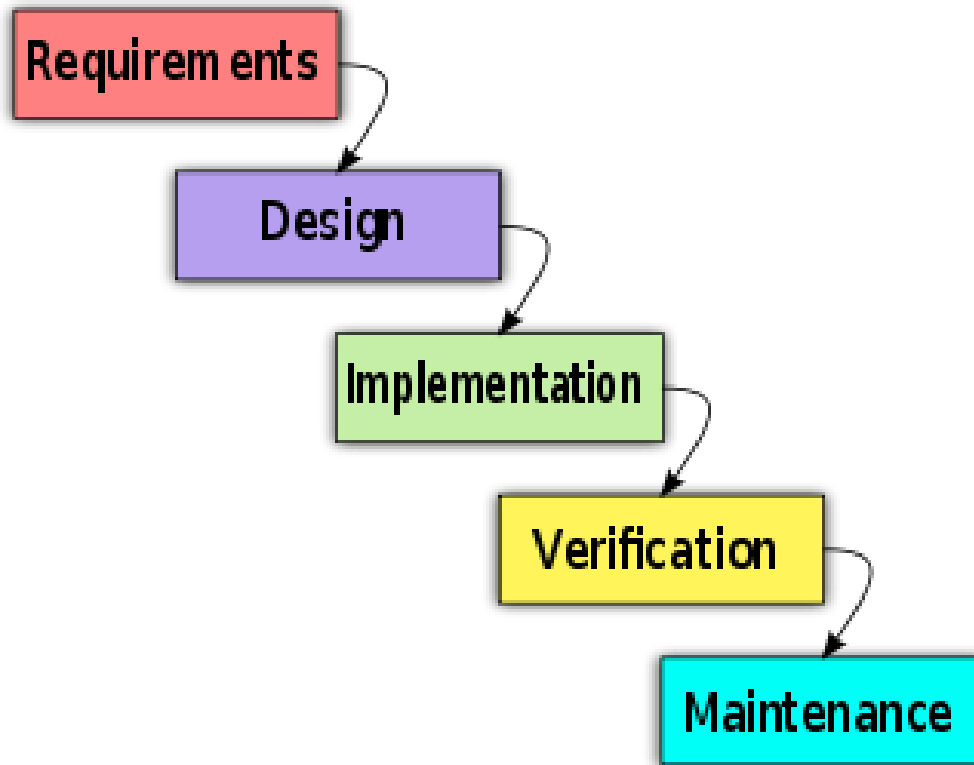 Requirements
Design
Implementation
Verification
Maintenance